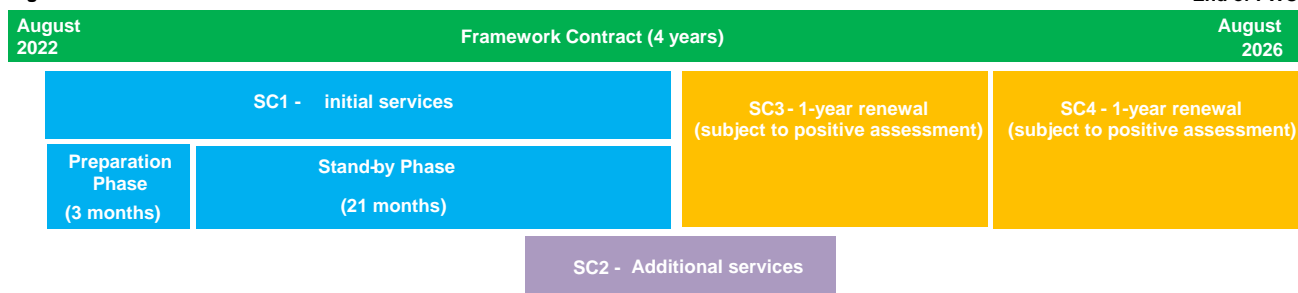 August
2022
Framework Contract (4 years)
August
2026
SC1 - initial services
SC3 - 1-year renewal
(subject to positive assessment)
SC4 - 1-year renewal
(subject to positive assessment)
Preparation
Phase
(3 months)
Stand-by Phase
(21 months)
SC2 - Additional services